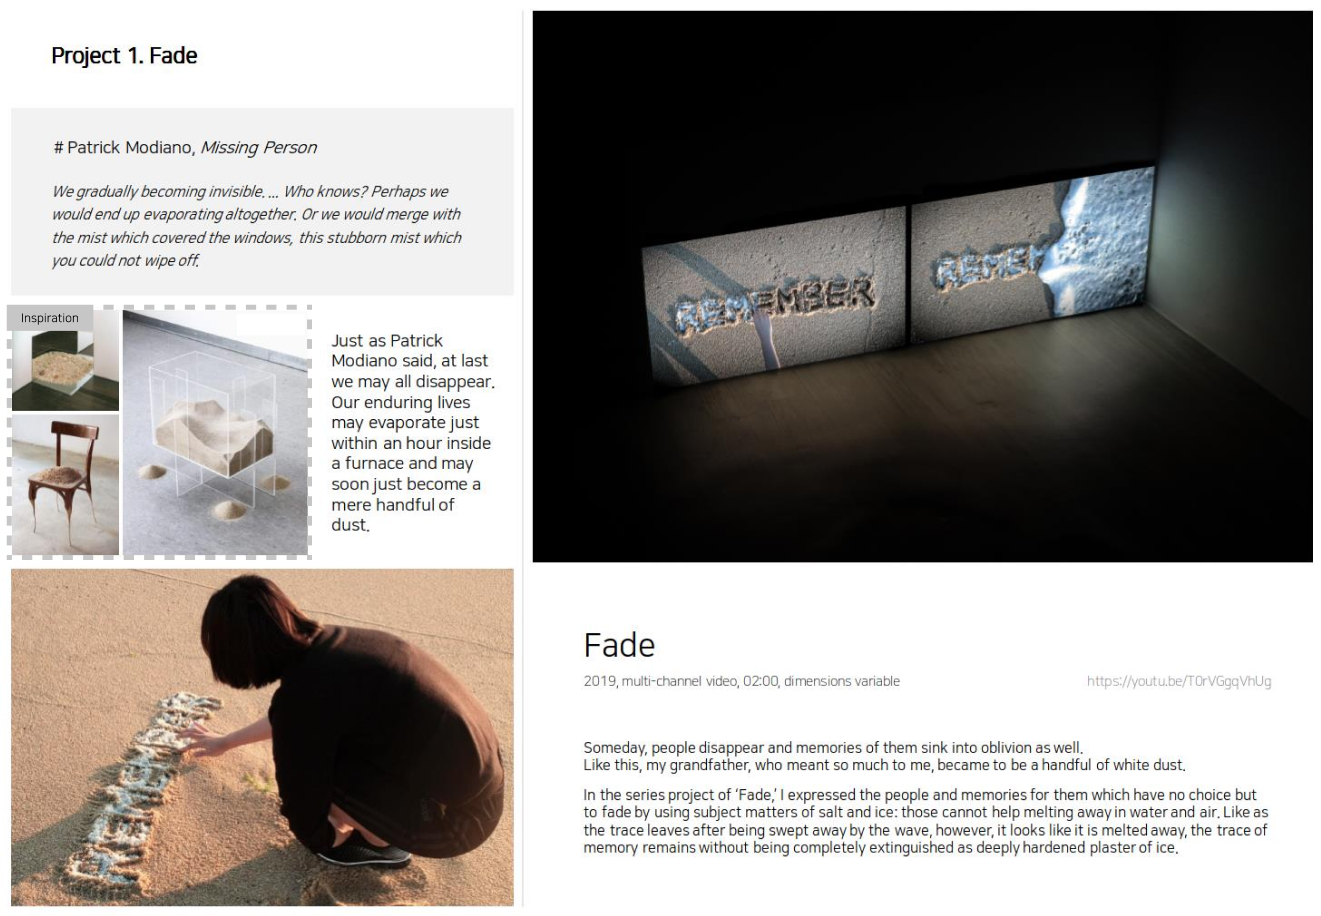 Project 1. Fade
# Patrick Modiano, Missing Person
We gradually becoming invisible. ... Who knows? Perhaps we
would end up evaporating altogether. Or we would merge with
the mist which covered the windows, this stubborn mist which
you could not wipe off.
Inspiration
Just as Patrick
Modiano said, at last
we may all disappear.
Our enduring lives
may evaporate just
within an hour inside
a furnace and may
soon just become a
mere handful of
dust.
REMEMBER
REMEMBER
REMEM
Fade
2019, multi-channel video, 02:00, dimensions variable
https://youtu.be/T0rVGgqVhUg
Someday, people disappear and memories of them sink into oblivion as well.
Like this, my grandfather, who meant so much to me, became to be a handful of white dust.
In the series project of ‘Fade,’ I expressed the people and memories for them which have no choice but
to fade by using subject matters of salt and ice: those cannot help melting away in water and air. Like as
the trace leaves after being swept away by the wave, however, it looks like it is melted away, the trace of
memory remains without being completely extinguished as deeply hardened plaster of ice.